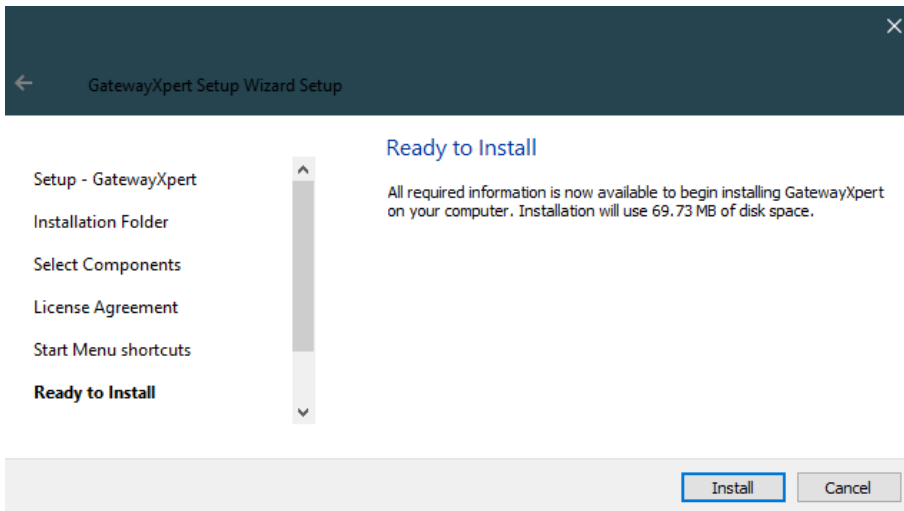 GatewayXpert Setup Wizard Setup
Setup - GatewayXpert
Installation Folder
Select Components
License Agreement
Start Menu shortcuts
Ready to Install
Ready to Install
All required information is now available to begin installing GatewayXpert
on your computer. Installation will use 69.73 MB of disk space.
Install
Cancel